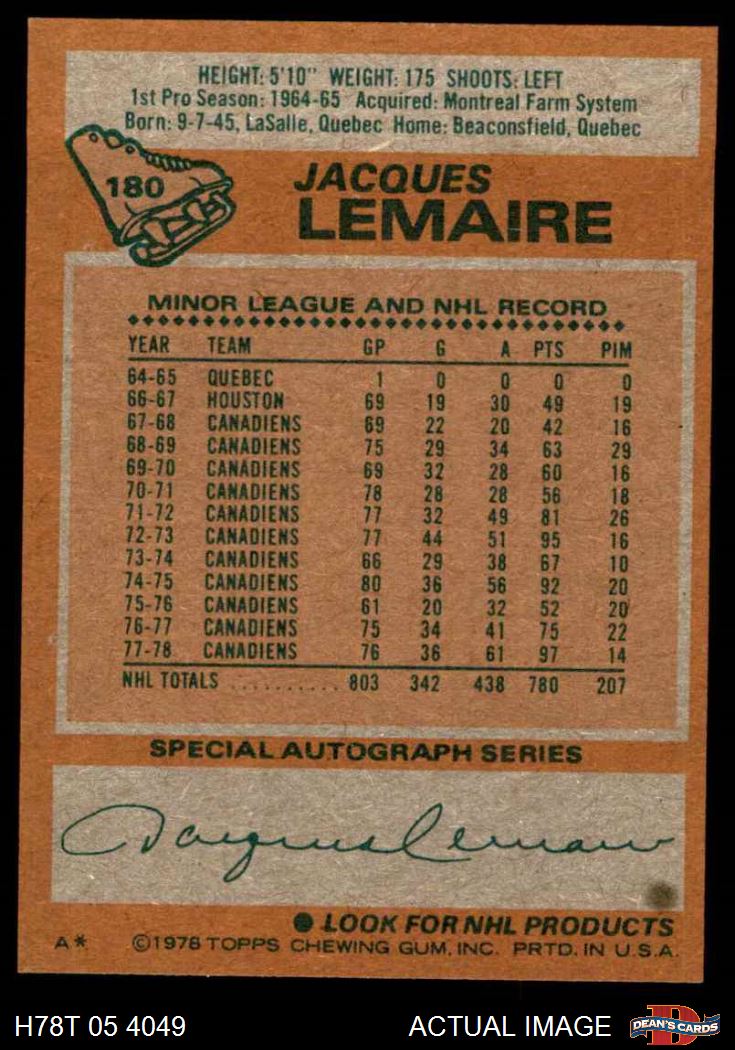 HEIGHT: 5'10" WEIGHT: 175 SHOOTS: LEFT
1st Pro Season: 1964-65 Acquired: Montreal Farm System
Born: 9-7-45, LaSalle, Quebec Home: Beaconsfield, Quebec
180
JACQUES
LEMAIRE
MINOR LEAGUE AND NHL RECORD
YEAR TEAM GP G A PTS PIM
64-65 QUEBEC 1 0 0 0 0
66-67 HOUSTON 69 19 30 49 19
67-68 CANADIENS 69 22 20 42 16
68-69 CANADIENS 75 29 34 63 29
69-70 CANADIENS 69 32 28 60 16
70-71 CANADIENS 78 28 28 56 18
71-72 CANADIENS 77 32 49 81 26
72-73 CANADIENS 77 44 51 95 16
73-74 CANADIENS 66 29 38 67 10
74-75 CANADIENS 80 36 56 92 20
75-76 CANADIENS 61 20 32 52 20
76-77 CANADIENS 75 34 41 75 22
77-78 CANADIENS 76 36 61 97 14
NHL TOTALS .......... 803 342 438 780 207
SPECIAL AUTOGRAPH SERIES
Jacques Lemaire
● LOOK FOR NHL PRODUCTS
A* ©1978 TOPPS CHEWING GUM, INC. PRTD. IN U.S.A.
H78T 05 4049 ACTUAL IMAGE D DEAN'S CARDS